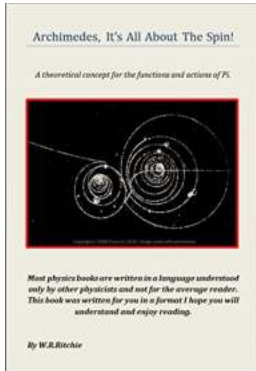 Archimedes, It's All About The Spin!
A theoretical concept for the functions and actions of Pi.
Most physics books are written in a language understood
only by other physicists and not for the average reader.
This book was written for you in a format I hope you will
understand and enjoy reading.
By W.R.Ritchie